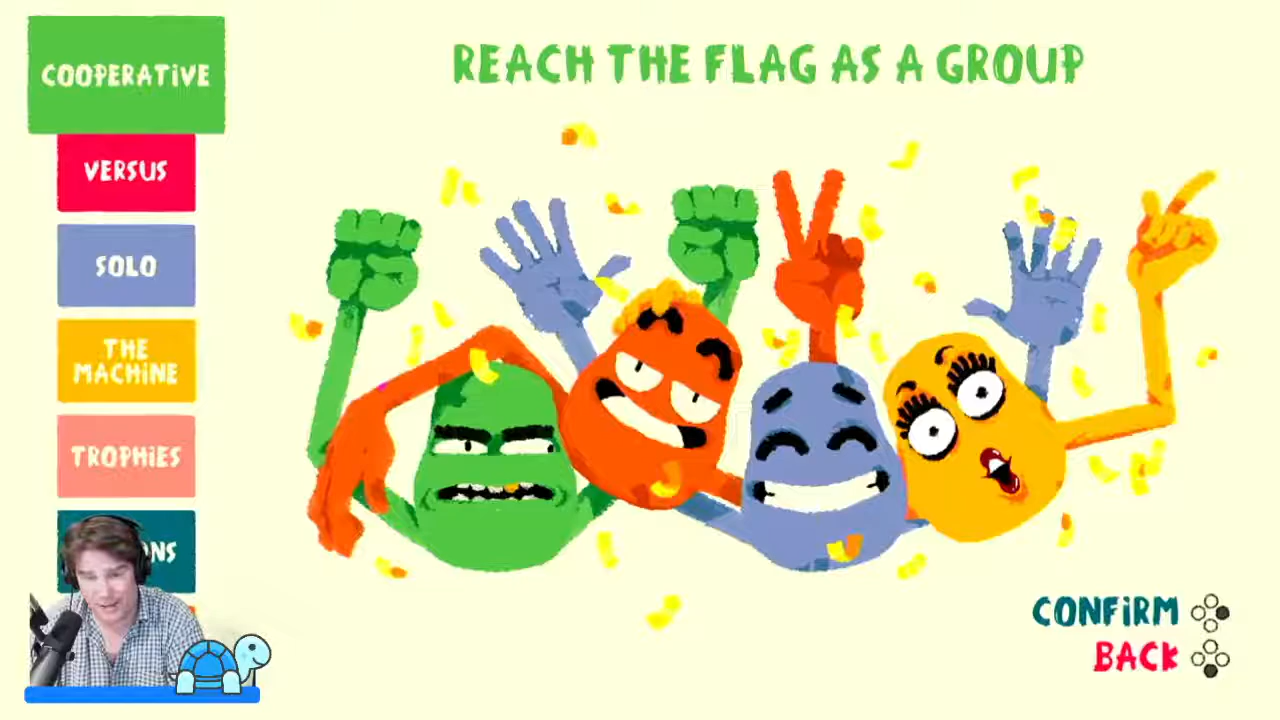 COOPERATIVE
REACH THE FLAG AS A GROUP
VERSUS
SOLO
THE
MACHINE
TROPHIES
CONFIRM
BACK